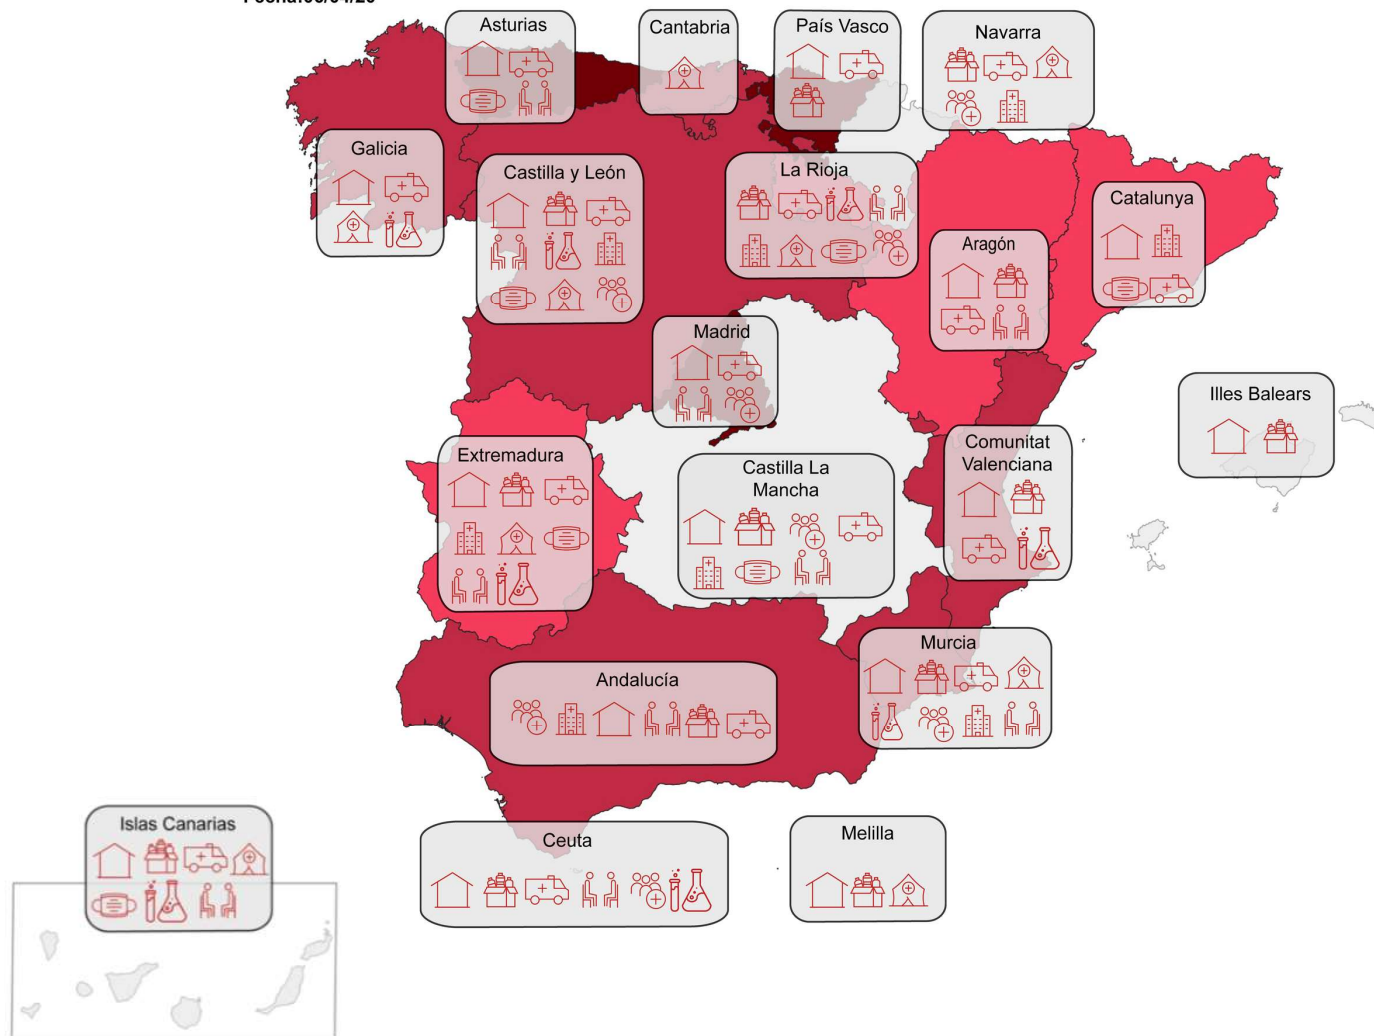 Asturias
Cantabria
País Vasco
Navarra
Galicia
Castilla y León
La Rioja
Catalunya
Aragón
Madrid
Illes Balears
Extremadura
Castilla La
Mancha
Comunitat
Valenciana
Murcia
Andalucía
Islas Canarias
Ceuta
Melilla